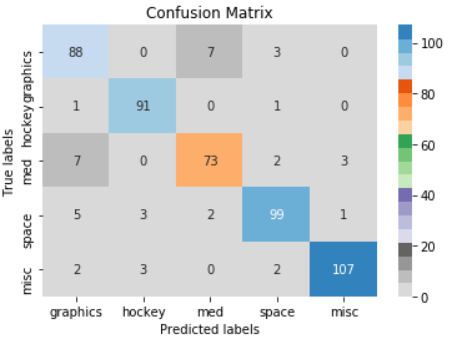 Confusion Matrix
graphics 88 0 7 3 0
hockey 1 91 0 1 0
med 7 0 73 2 3
space 5 3 2 99 1
misc 2 3 0 2 107
graphics hockey med space misc
Predicted labels
True labels
100
80
60
40
20
0